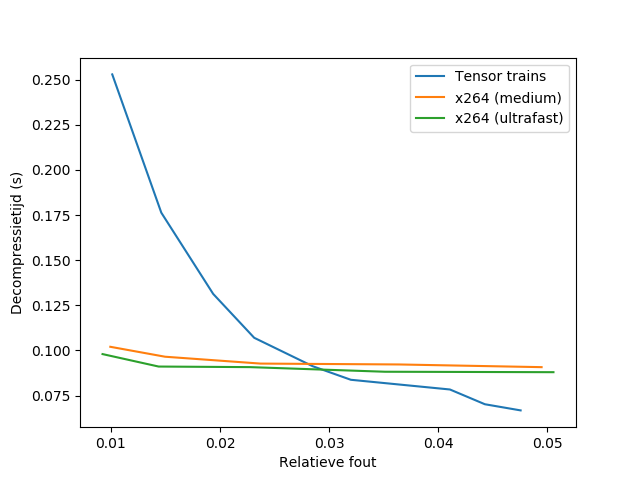 Tensor trains
x264 (medium)
x264 (ultrafast)
0.250
0.225
0.200
0.175
0.150
0.125
0.100
0.075
Decompressietijd (s)
0.01 0.02 0.03 0.04 0.05
Relatieve fout